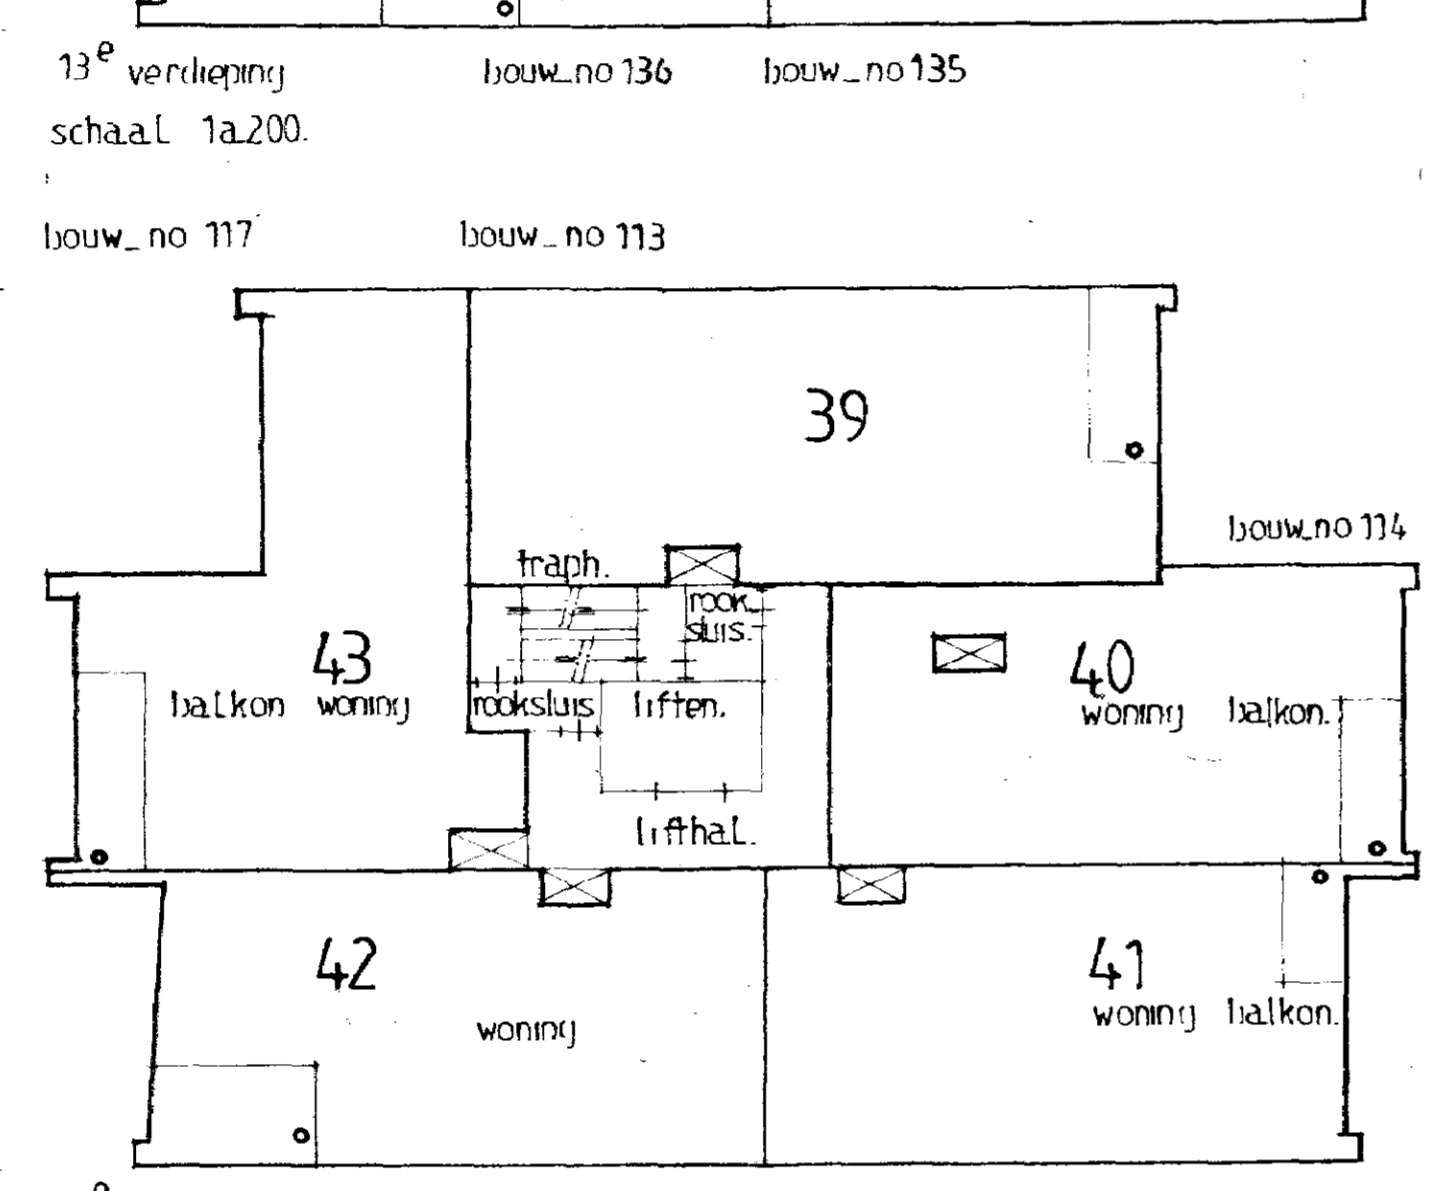 13e verdieping bouw_no 136 bouw_no 135
schaal 1a200.
bouw_no 117 bouw_no 113
39
bouw_no 114
traph.
rook_
sluis.
43
40
balkon woning rooksluis liften. woning balkon.
lifthal.
42
41
woning
woning balkon.